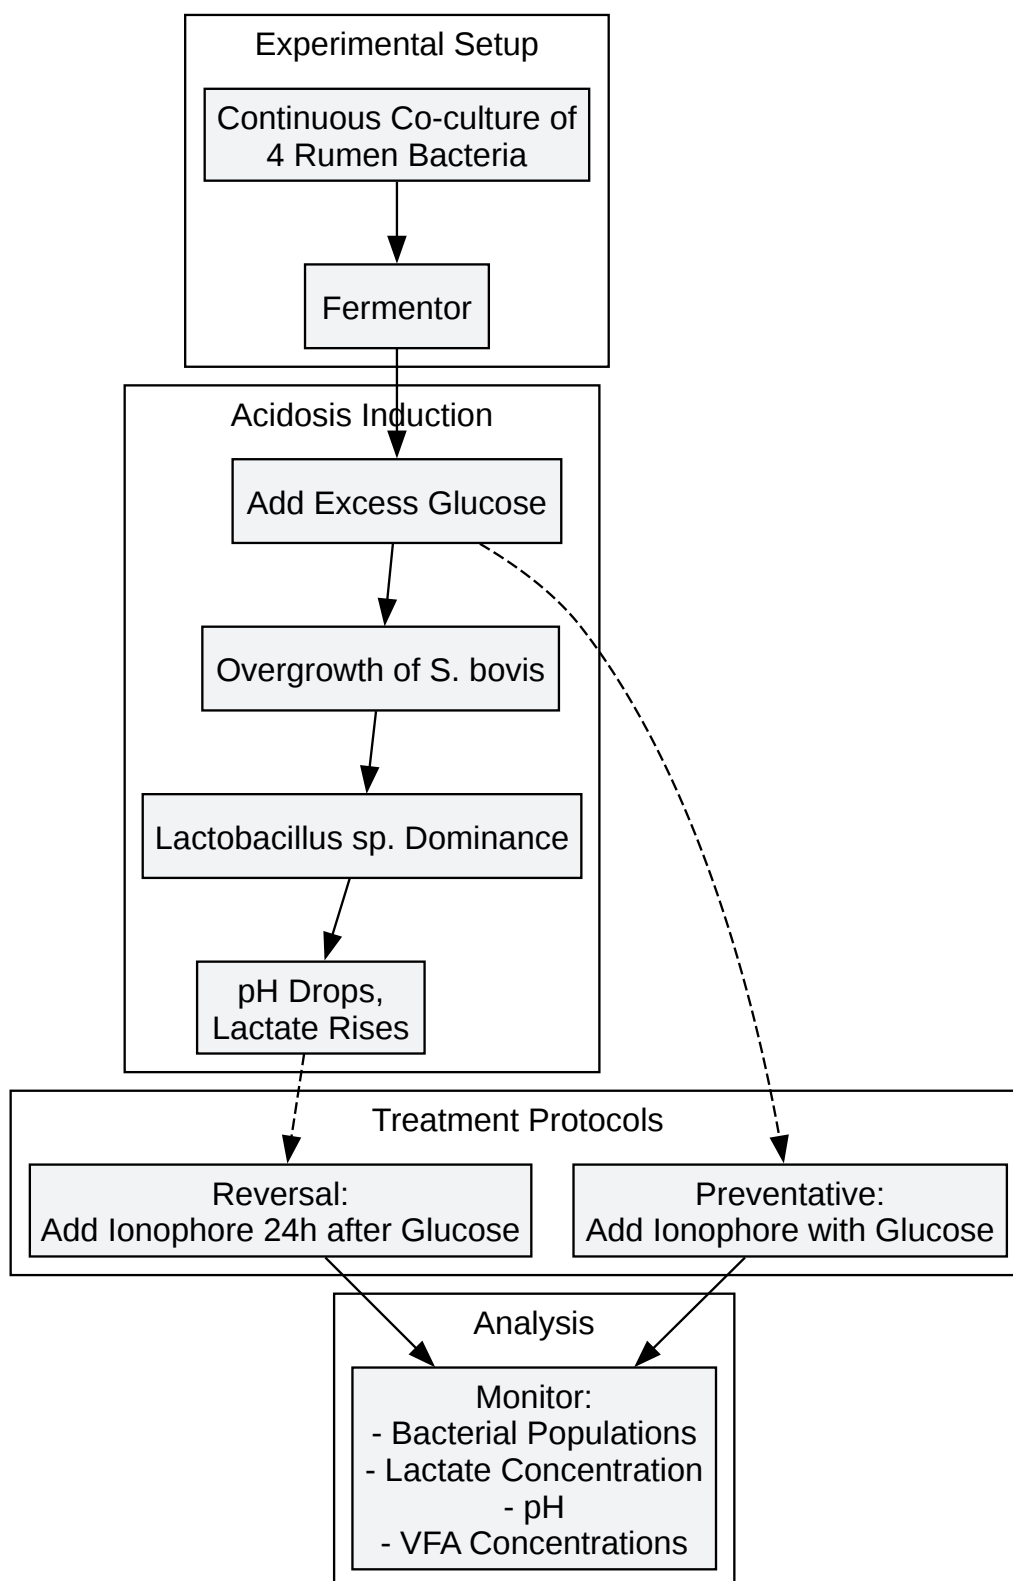 Experimental Setup
Continuous Co-culture of
4 Rumen Bacteria
Fermentor
Acidosis Induction
Add Excess Glucose
Overgrowth of S. bovis
Lactobacillus sp. Dominance
pH Drops,
Lactate Rises
Treatment Protocols
Reversal:
Add Ionophore 24h after Glucose
Preventative:
Add Ionophore with Glucose
Analysis
Monitor:
- Bacterial Populations
- Lactate Concentration
- pH
- VFA Concentrations